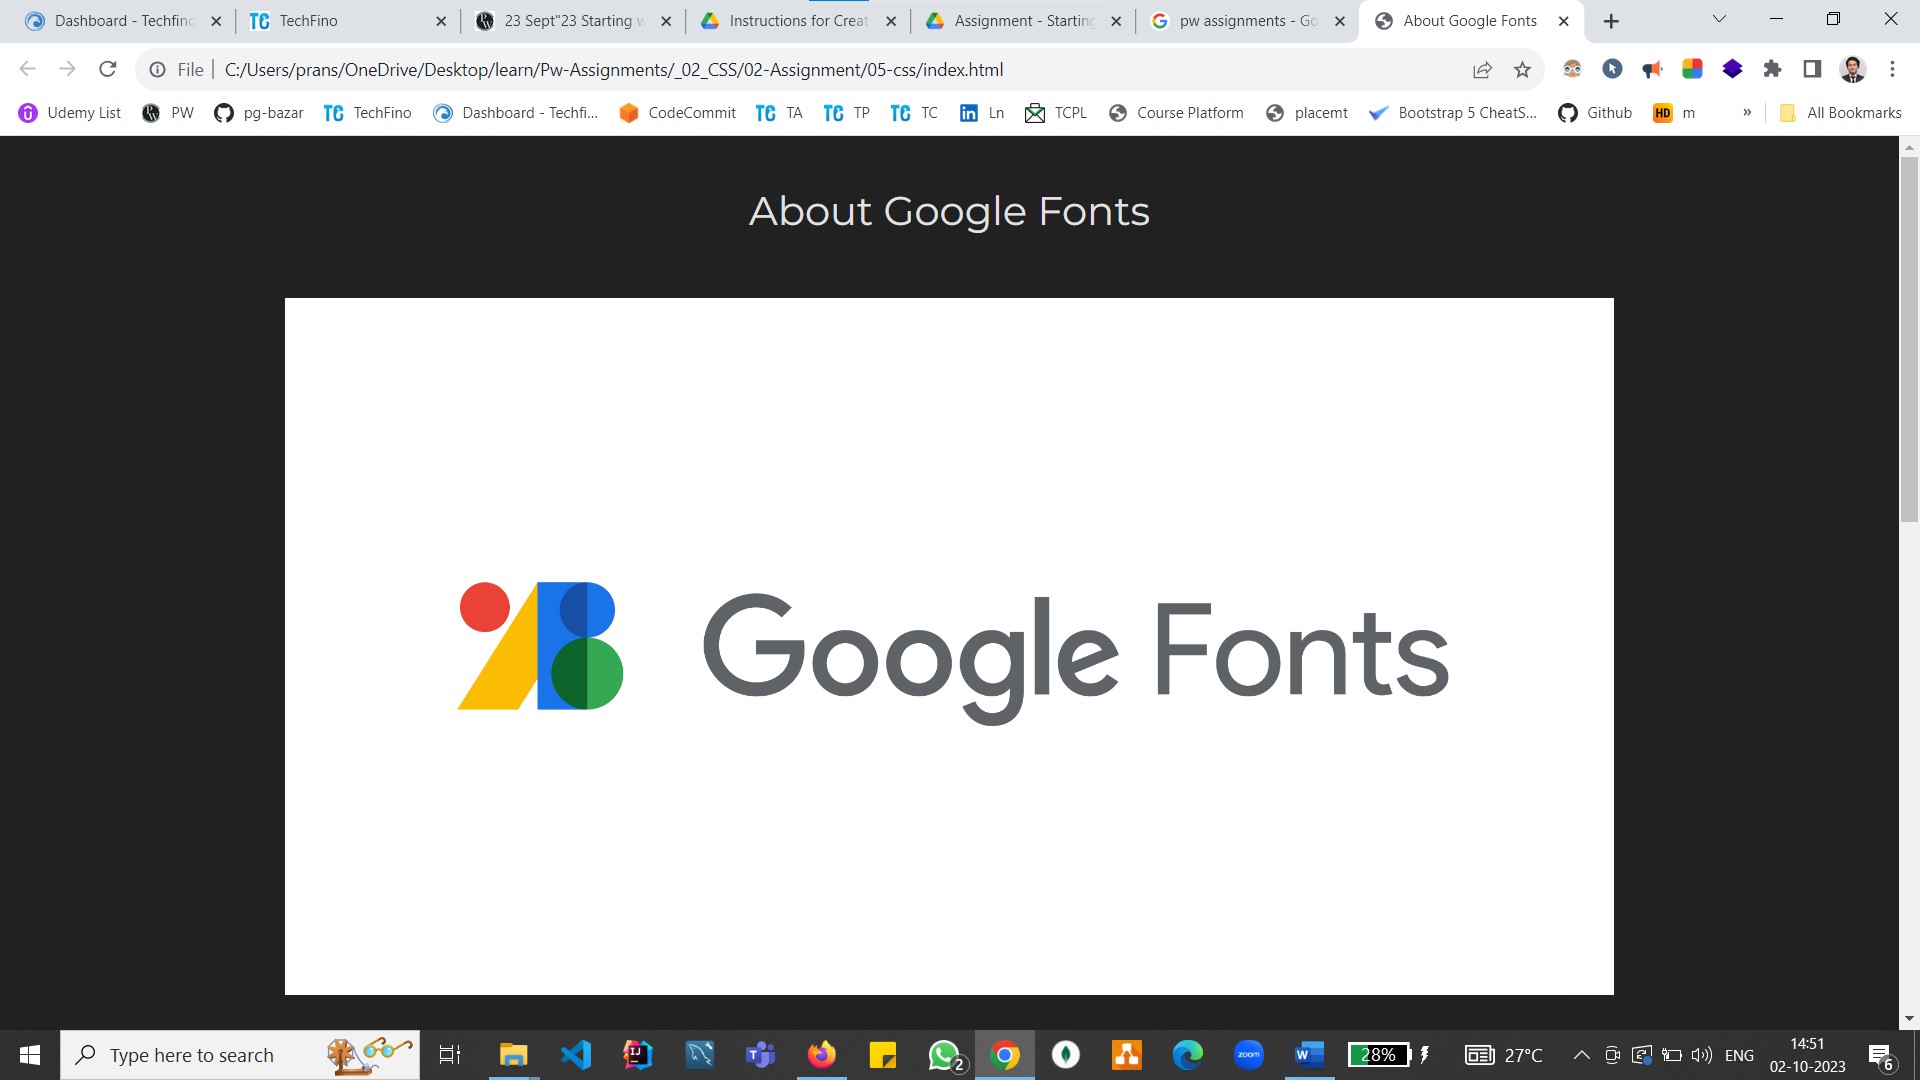 Dashboard - Techfino
TechFino
23 Sept"23 Starting w
Instructions for Creat
Assignment - Starting
pw assignments - Go
About Google Fonts
File
C:/Users/prans/OneDrive/Desktop/learn/Pw-Assignments/_02_CSS/02-Assignment/05-css/index.html
Udemy List
PW
pg-bazar
TechFino
Dashboard - Techfi...
CodeCommit
TA
TP
TC
Ln
TCPL
Course Platform
placemt
Bootstrap 5 CheatS...
Github
HD
m
»
All Bookmarks
About Google Fonts
Google Fonts
Type here to search
2
zoom
28%
27°C
ENG
14:51
02-10-2023
6